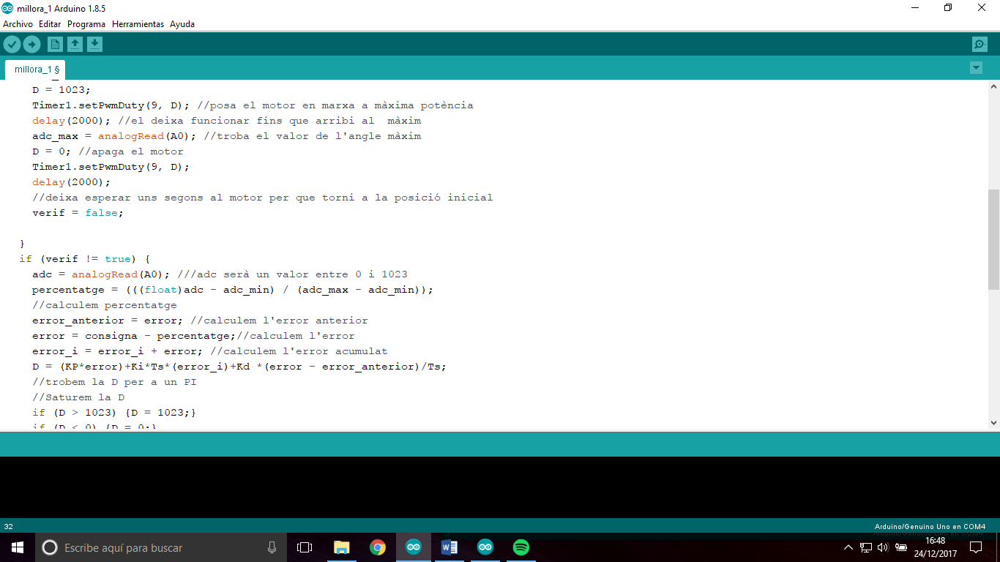 millora_1 Arduino 1.8.5
Archivo Editar Programa Herramientas Ayuda
millora_1 §
D = 1023;
Timer1.setPwmDuty(9, D); //posa el motor en marxa a màxima potència
delay(2000); //el deixa funcionar fins que arribi al  màxim
adc_max = analogRead(A0); //troba el valor de l'angle màxim
D = 0; //apaga el motor
Timer1.setPwmDuty(9, D);
delay(2000);
//deixa esperar uns segons al motor per que torni a la posició inicial
verif = false;
}
if (verif != true) {
adc = analogRead(A0); ///adc serà un valor entre 0 i 1023
percentatge = (((float)adc - adc_min) / (adc_max - adc_min));
//calculem percentatge
error_anterior = error; //calculem l'error anterior
error = consigna - percentatge;//calculem l'error
error_i = error_i + error; //calculem l'error acumulat
D = (KP*error)+Ki*Ts*(error_i)+Kd *(error - error_anterior)/Ts;
//trobem la D per a un PI
//Saturem la D
if (D > 1023) {D = 1023;}
if (D < 0) {D = 0;}
32
Arduino/Genuino Uno en COM4
Escribe aquí para buscar
16:48
24/12/2017